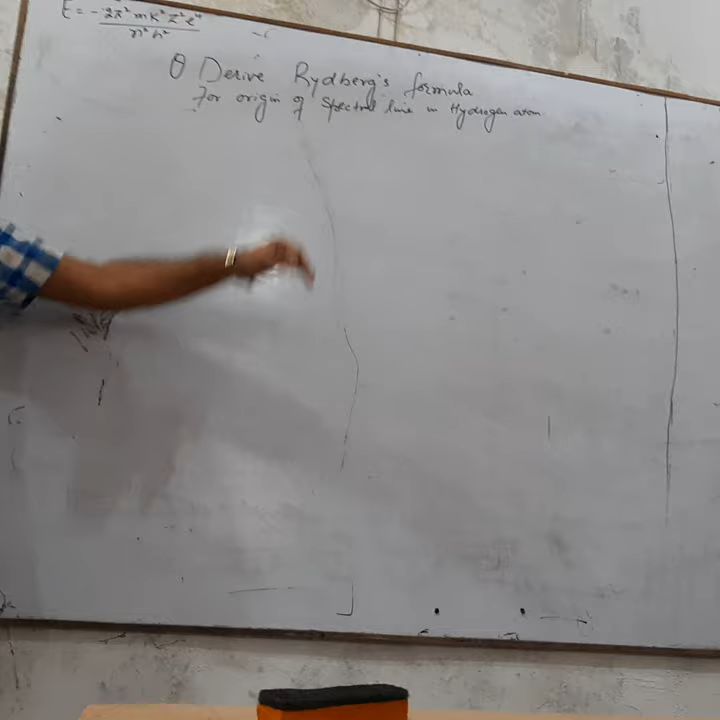 E = - 2π²mk²z²e⁴ / n²h²
Q Derive Rydberg's formula
For origin of spectral line in Hydrogen atom